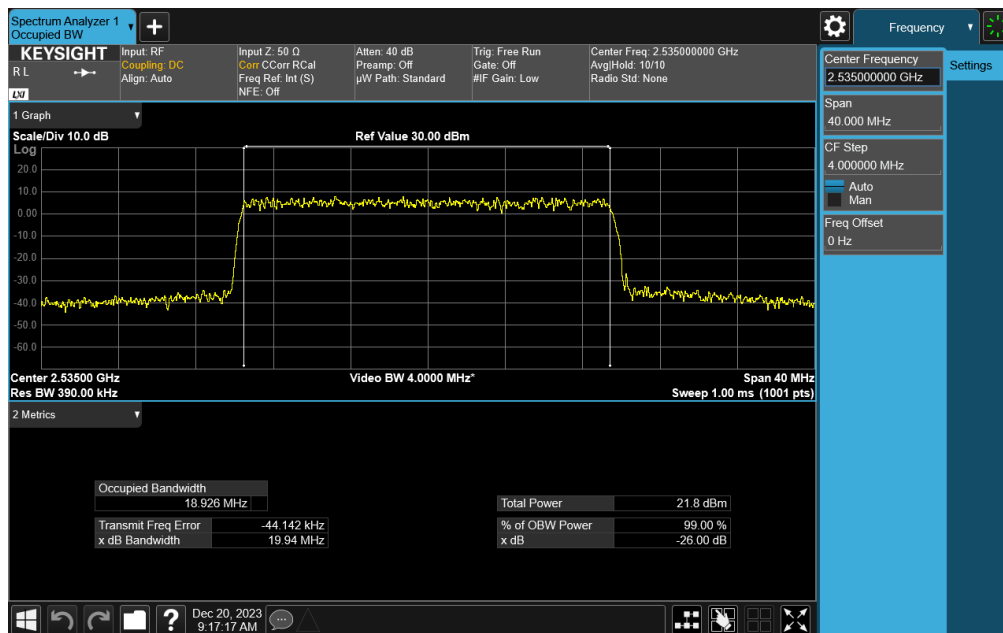 Spectrum Analyzer 1
Occupied BW
Frequency
KEYSIGHT
R L
LXI
Input: RF
Coupling: DC
Align: Auto
Input Z: 50 Ω
Corr CCorr RCal
Freq Ref: Int (S)
NFE: Off
Atten: 40 dB
Preamp: Off
µW Path: Standard
Trig: Free Run
Gate: Off
#IF Gain: Low
Center Freq: 2.535000000 GHz
Avg|Hold: 10/10
Radio Std: None
Center Frequency
2.535000000 GHz
Settings
Span
40.000 MHz
CF Step
4.000000 MHz
Auto
Man
Freq Offset
0 Hz
1 Graph
Scale/Div 10.0 dB
Ref Value 30.00 dBm
Log
20.0
10.0
0.00
-10.0
-20.0
-30.0
-40.0
-50.0
-60.0
Center 2.53500 GHz
Video BW 4.0000 MHz*
Span 40 MHz
Res BW 390.00 kHz
Sweep 1.00 ms (1001 pts)
2 Metrics
Occupied Bandwidth
18.926 MHz
Total Power 21.8 dBm
Transmit Freq Error -44.142 kHz
% of OBW Power 99.00 %
x dB Bandwidth 19.94 MHz
x dB -26.00 dB
Dec 20, 2023
9:17:17 AM